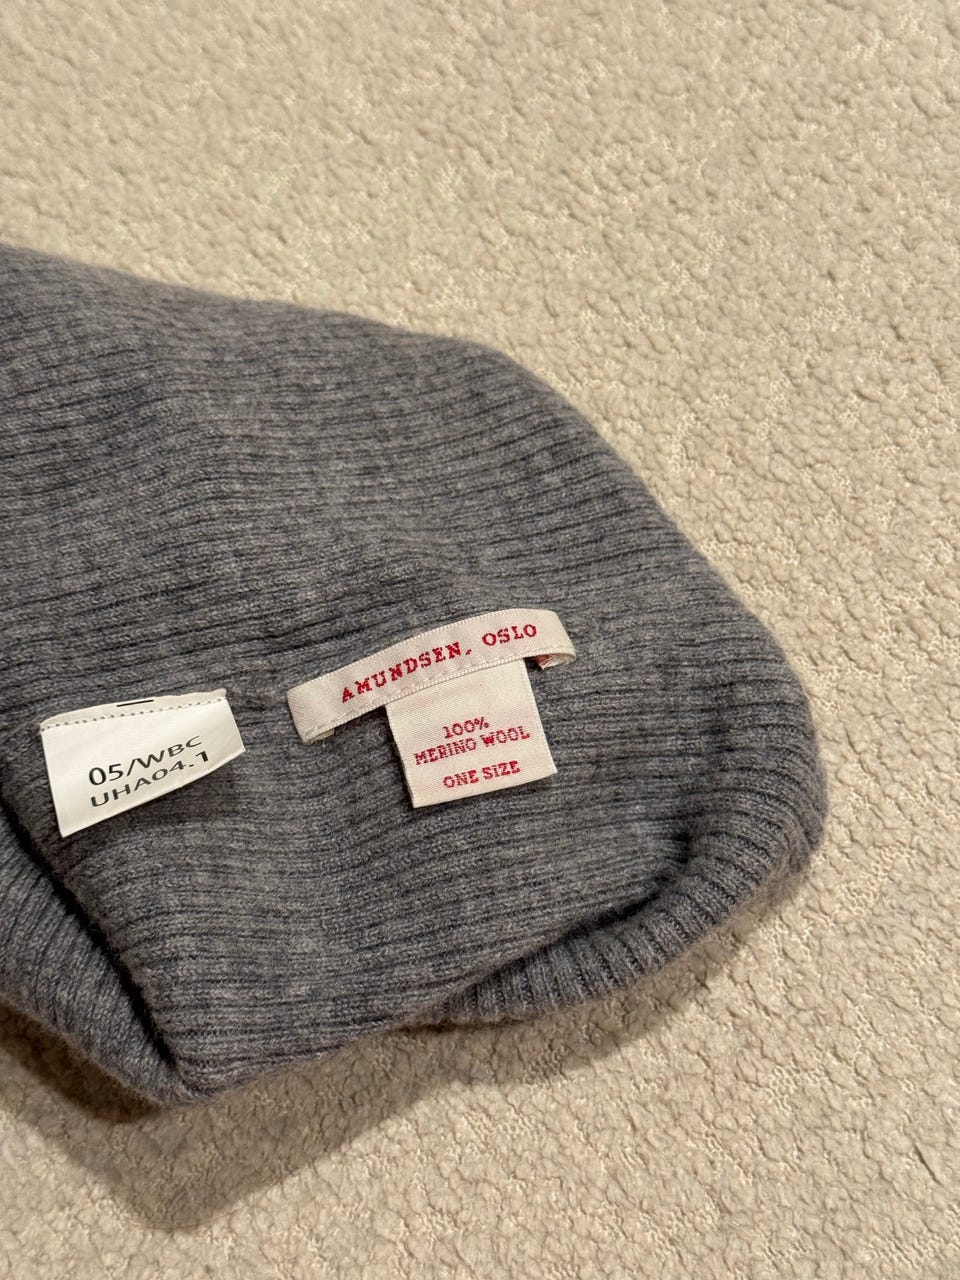 AMUNDSEN, OSLO
100%
MERINO WOOL
ONE SIZE
05/WBC
UHA04.1